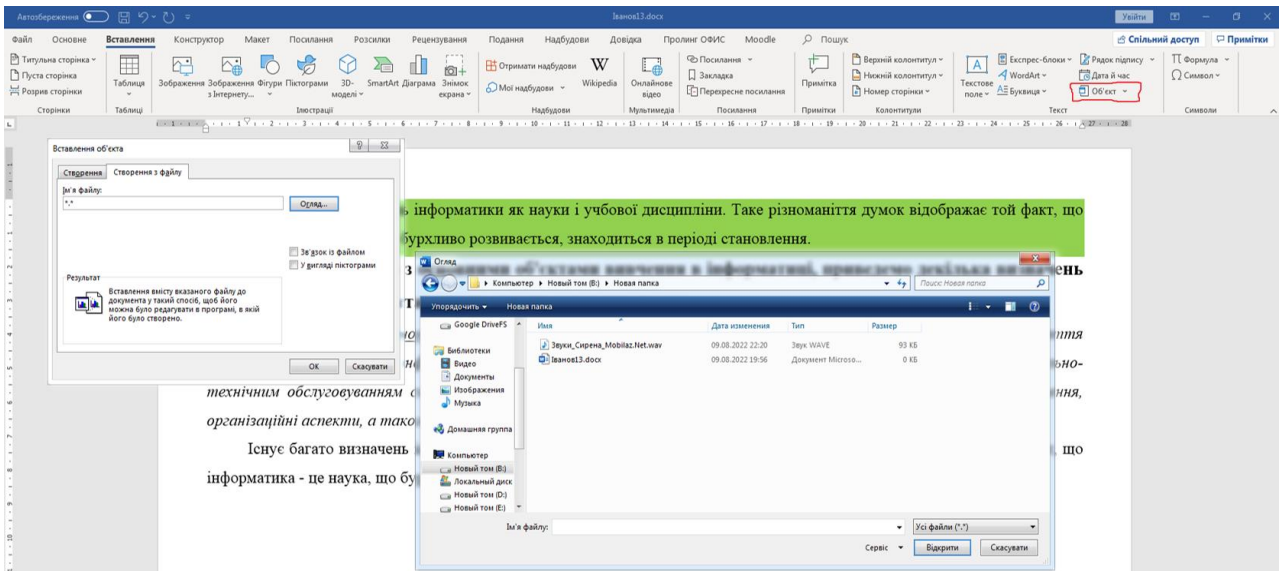 Автозбереження Іванов13.docx Увійти
Файл Основне Вставлення Конструктор Макет Посилання Розсилки Рецензування Подання Надбудови Довідка Пролинг ОФИС Moodle Пошук Спільний доступ Примітки
Титульна сторінка
Пуста сторінка
Розрив сторінки
Сторінки
Таблиця
Таблиці
Зображення Зображення з Інтернету... Фігури Піктограми 3D-моделі SmartArt Діаграма Знімок екрана
Ілюстрації
Отримати надбудови
Мої надбудови
Wikipedia
Надбудови
Онлайнове відео
Мультимедіа
Посилання
Закладка
Перехресне посилання
Посилання
Примітка
Примітки
Верхній колонтитул
Нижній колонтитул
Номер сторінки
Колонтитули
Текстове поле
Експрес-блоки
WordArt
Буквиця
Рядок підпису
Дата й час
Об'єкт
Текст
Формула
Символ
Символи
Вставлення об'єкта
Створення Створення з файлу
Ім'я файлу:
*.*
Огляд...
Зв'язок із файлом
У вигляді піктограми
Результат
Вставлення вмісту вказаного файлу до
документа у такий спосіб, щоб його
можна було редагувати в програмі, в якій
його було створено.
OK Скасувати
інформатики як науки і учбової дисципліни. Таке різноманіття думок відображає той факт, що
бурхливо розвивається, знаходиться в періоді становлення.
технічним обслуговуванням
організаційні аспекти, а тако
Існує багато визначень що
інформатика - це наука, що бу
Огляд
Компьютер Новый том (B:) Новая папка
Поиск: Новая папка
Упорядочить Новая папка
Имя Дата изменения Тип Размер
Звуки_Сирена_Mobilaz.Net.wav 09.08.2022 22:20 Звук WAVE 93 КБ
Іванов13.docx 09.08.2022 19:56 Документ Microso... 0 КБ
Google DriveFS
Библиотеки
Видео
Документы
Изображения
Музыка
Домашняя группа
Компьютер
Новый том (B:)
Локальный диск
Новый том (D:)
Новый том (E:)
Ім'я файлу: Усі файли (*.*)
Сервіс Відкрити Скасувати